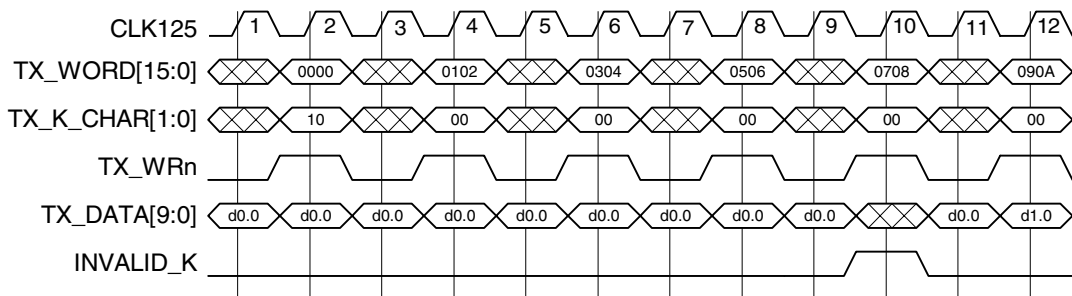 CLK125 1 2 3 4 5 6 7 8 9 10 11 12
TX_WORD[15:0] 0000 0102 0304 0506 0708 090A
TX_K_CHAR[1:0] 10 00 00 00 00 00
TX_WRn
TX_DATA[9:0] d0.0 d0.0 d0.0 d0.0 d0.0 d0.0 d0.0 d0.0 d0.0 d0.0 d1.0
INVALID_K